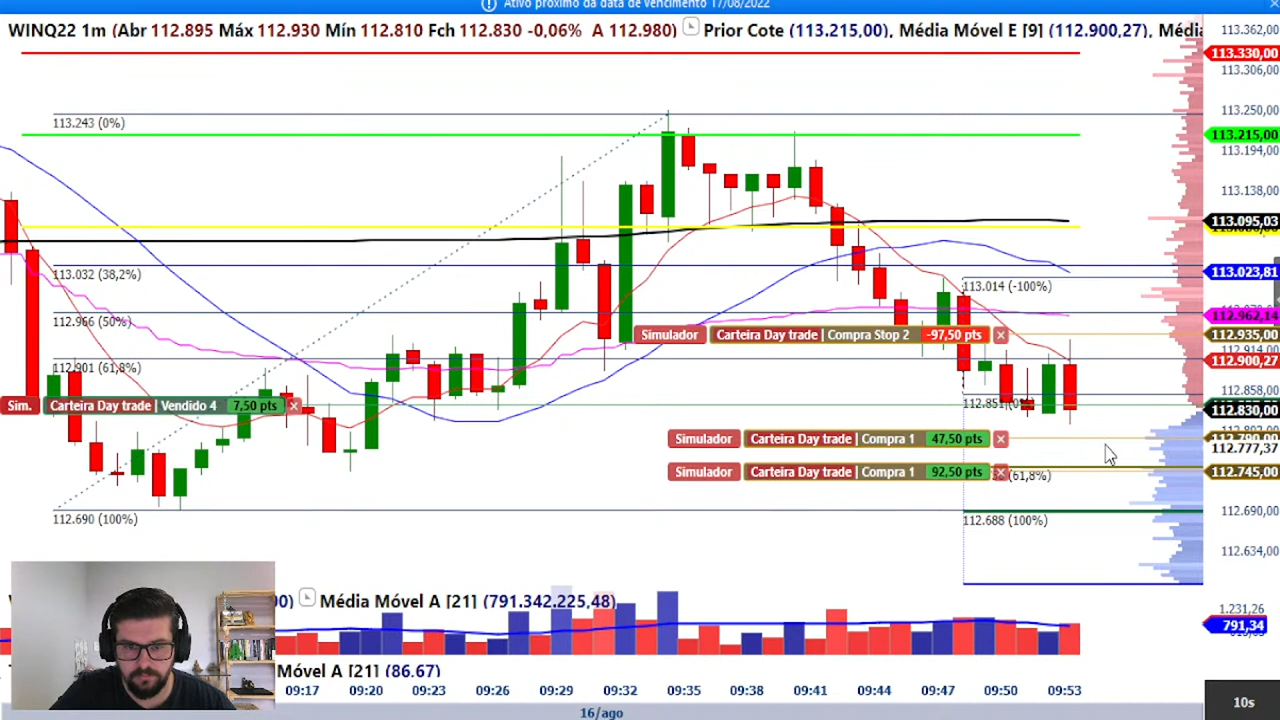 Ativo próximo da data de vencimento 17/08/2022
WINQ22 1m (Abr 112.895 Máx 112.930 Mín 112.810 Fch 112.830 -0,06% A 112.980) Prior Cote (113.215,00), Média Móvel E [9] (112.900,27), Média
113.362,00
113.330,00
113.306,00
113.250,00
113.243 (0%)
113.215,00
113.194,00
113.138,00
113.095,03
113.032 (38,2%)
113.023,81
113.014 (-100%)
112.966 (50%)
112.962,14
Simulador
Carteira Day trade | Compra Stop 2
-97,50 pts
112.935,00
112.914,00
112.901 (61,8%)
112.900,27
112.858,00
Sim.
Carteira Day trade | Vendido 4
7,50 pts
112.851 (0%)
112.830,00
Simulador
Carteira Day trade | Compra 1
47,50 pts
112.790,00
112.777,37
Simulador
Carteira Day trade | Compra 1
92,50 pts
(61,8%)
112.745,00
112.690 (100%)
112.688 (100%)
112.690,00
112.634,00
Média Móvel A [21] (791.342.225,48)
1.231,26
791,34
Móvel A [21] (86.67)
09:17 09:20 09:23 09:26 09:29 09:32 09:35 09:38 09:41 09:44 09:47 09:50 09:53
16/ago
10s